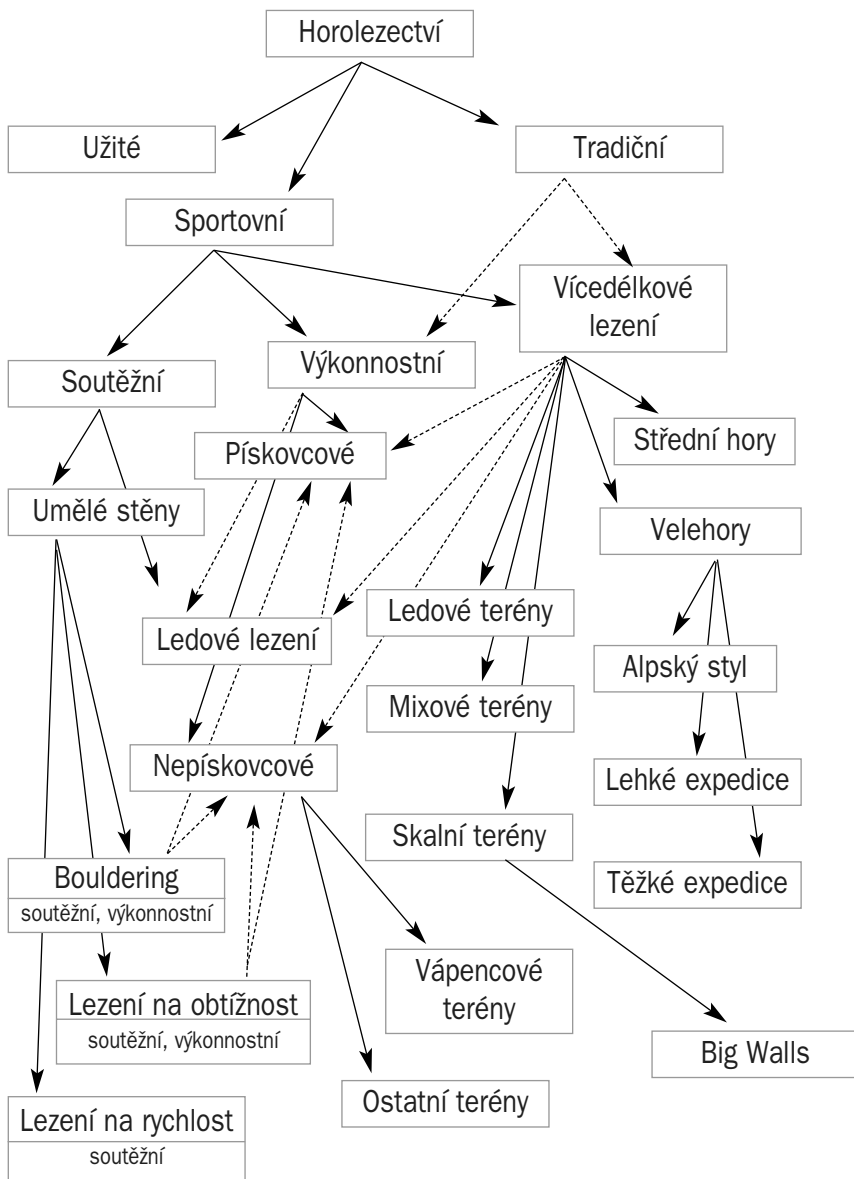 Horolezectví
Užité
Tradiční
Sportovní
Vícedélkové
lezení
Výkonnostní
Soutěžní
Střední hory
Pískovcové
Umělé stěny
Velehory
Ledové terény
Ledové lezení
Alpský styl
Mixové terény
Nepískovcové
Lehké expedice
Skalní terény
Bouldering
soutěžní, výkonnostní
Těžké expedice
Vápencové
terény
Lezení na obtížnost
soutěžní, výkonnostní
Big Walls
Ostatní terény
Lezení na rychlost
soutěžní